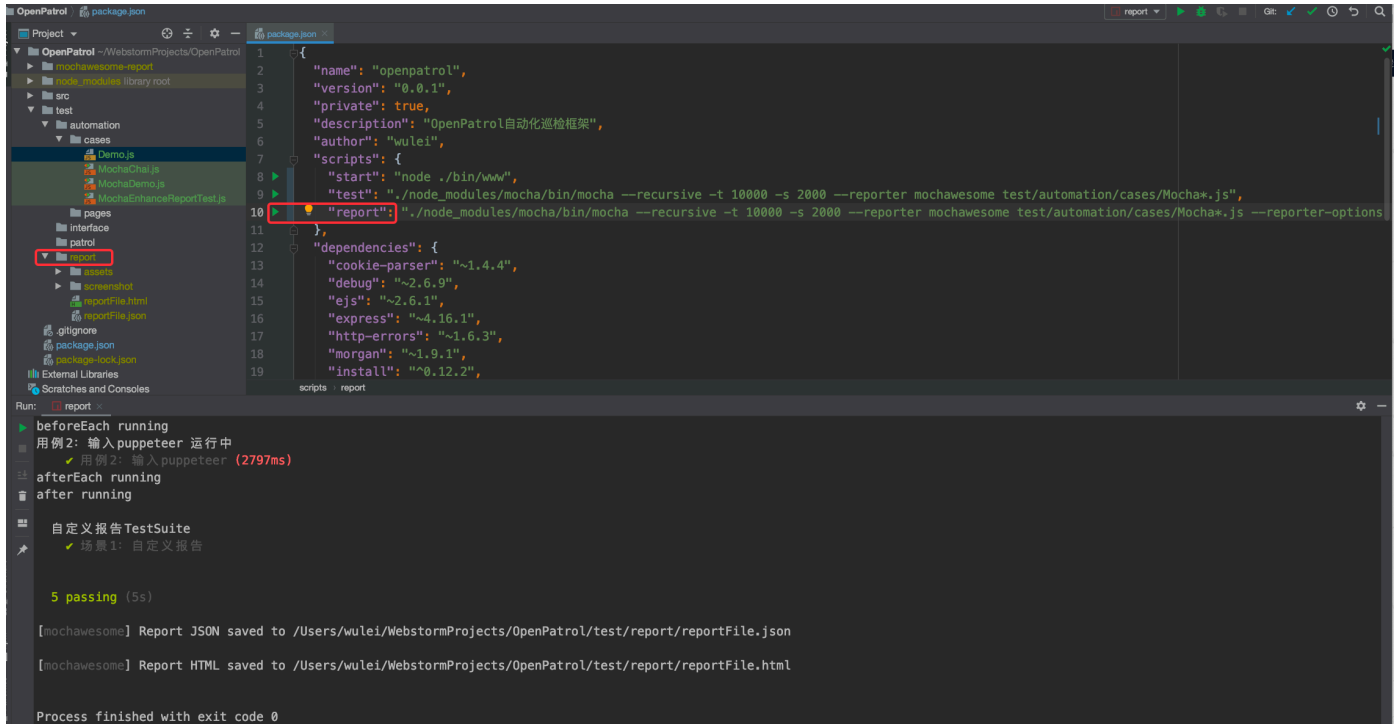 OpenPatrol package.json report Git:
Project
package.json
OpenPatrol ~/WebstormProjects/OpenPatrol
mochawesome-report
node_modules library root
src
test
automation
cases
Demo.js
MochaChai.js
MochaDemo.js
MochaEnhanceReportTest.js
pages
interface
patrol
report
assets
screenshot
reportFile.html
reportFile.json
.gitignore
package.json
package-lock.json
External Libraries
Scratches and Consoles
1 {
2 "name": "openpatrol",
3 "version": "0.0.1",
4 "private": true,
5 "description": "OpenPatrol自动化巡检框架",
6 "author": "wulei",
7 "scripts": {
8 "start": "node ./bin/www",
9 "test": "./node_modules/mocha/bin/mocha --recursive -t 10000 -s 2000 --reporter mochawesome test/automation/cases/Mocha*.js",
10 "report": "./node_modules/mocha/bin/mocha --recursive -t 10000 -s 2000 --reporter mochawesome test/automation/cases/Mocha*.js --reporter-options
11 },
12 "dependencies": {
13 "cookie-parser": "~1.4.4",
14 "debug": "~2.6.9",
15 "ejs": "~2.6.1",
16 "express": "~4.16.1",
17 "http-errors": "~1.6.3",
18 "morgan": "~1.9.1",
19 "install": "^0.12.2",
scripts › report
Run: report
beforeEach running
用例2: 输入puppeteer 运行中
✔ 用例2: 输入puppeteer (2797ms)
afterEach running
after running
自定义报告TestSuite
✔ 场景1: 自定义报告
5 passing (5s)
[mochawesome] Report JSON saved to /Users/wulei/WebstormProjects/OpenPatrol/test/report/reportFile.json
[mochawesome] Report HTML saved to /Users/wulei/WebstormProjects/OpenPatrol/test/report/reportFile.html
Process finished with exit code 0